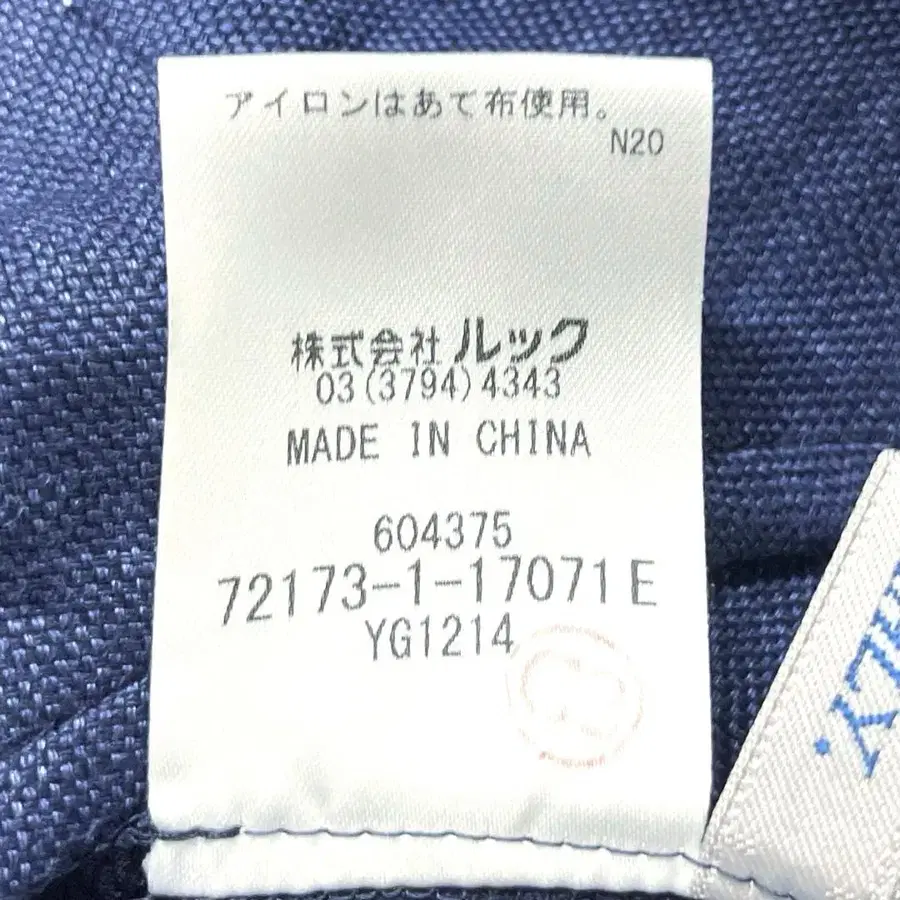 アイロンはあて布使用。
N20
株式会社 ルック
03(3794)4343
MADE IN CHINA
604375
72173-1-17071E
YG1214